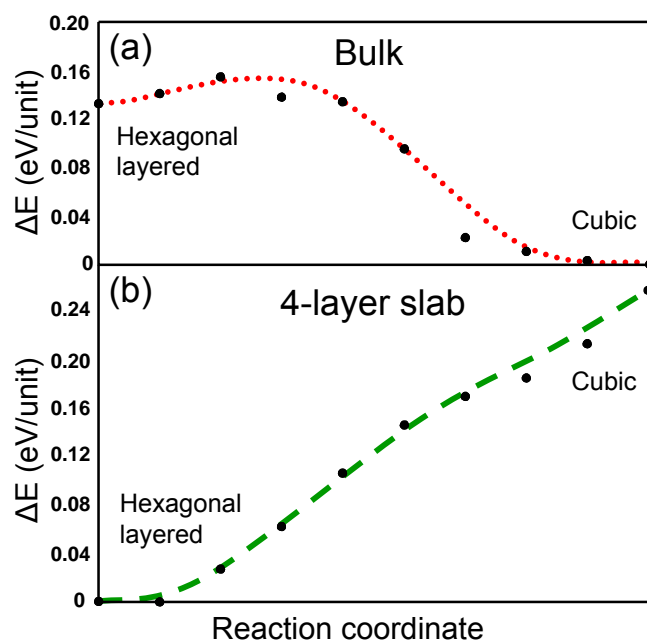 0.20
(a)
Bulk
0.16
0.12
Hexagonal
layered
ΔE (eV/unit)
0.04
Cubic
0
(b)
4-layer slab
0.24
0.20
Cubic
0.16
ΔE (eV/unit)
0.12
0.08
Hexagonal
layered
0.04
0
Reaction coordinate